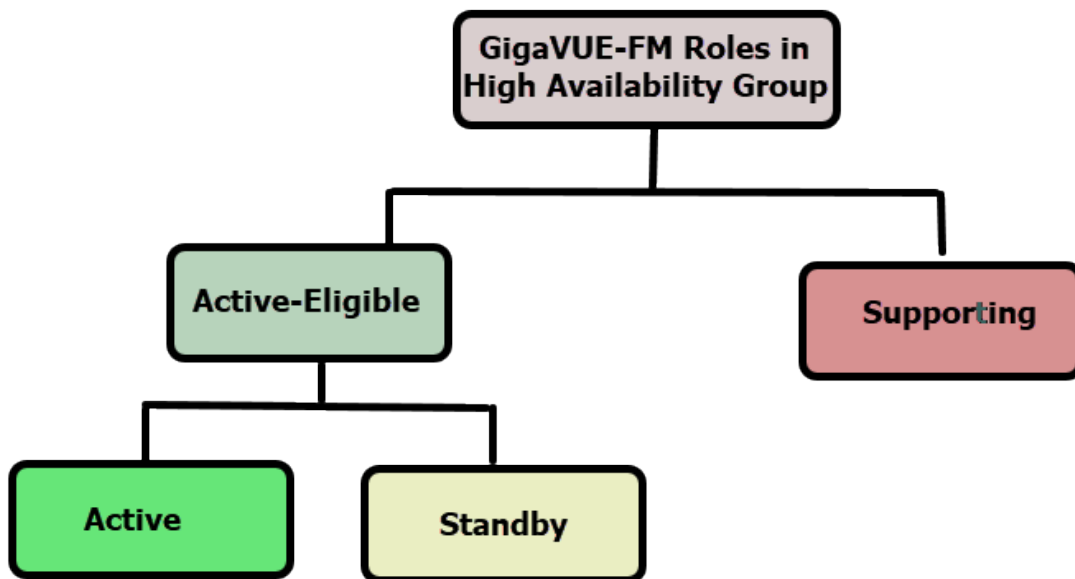 GigaVUE-FM Roles in
High Availability Group
Active-Eligible
Supporting
Active
Standby